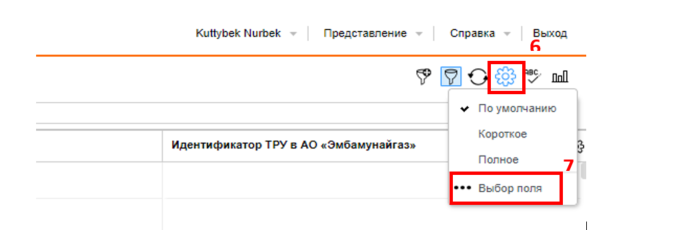 Kuttybek Nurbek Представление Справка Выход
6
ABC
✔ По умолчанию
Короткое
Идентификатор ТРУ в АО «Эмбамунайгаз»
Полное
7
••• Выбор поля